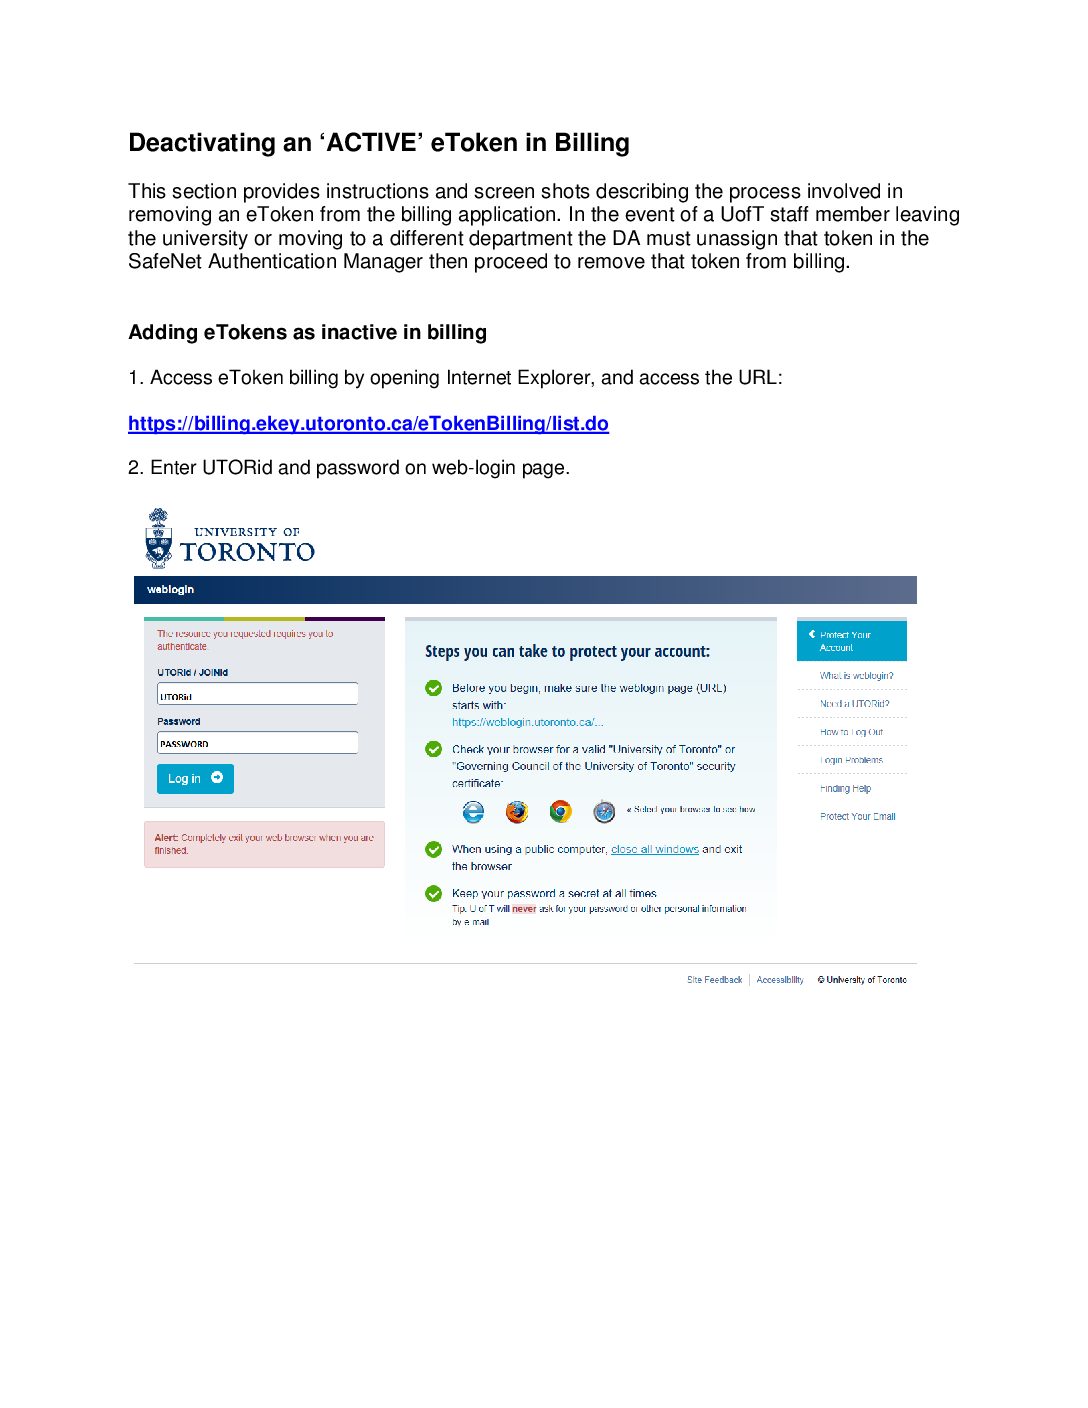 Deactivating an ‘ACTIVE’ eToken in Billing
This section provides instructions and screen shots describing the process involved in
removing an eToken from the billing application. In the event of a UofT staff member leaving
the university or moving to a different department the DA must unassign that token in the
SafeNet Authentication Manager then proceed to remove that token from billing.
Adding eTokens as inactive in billing
1. Access eToken billing by opening Internet Explorer, and access the URL:
https://billing.ekey.utoronto.ca/eTokenBilling/list.do
2. Enter UTORid and password on web-login page.
UNIVERSITY OF
TORONTO
weblogin
The resource you requested requires you to
authenticate.
UTORid / JOINid
UTORid
Password
PASSWORD
Log in
Alert: Completely exit your web browser when you are
finished.
Steps you can take to protect your account:
Before you begin, make sure the weblogin page (URL)
starts with:
https://weblogin.utoronto.ca/...
Check your browser for a valid "University of Toronto" or
"Governing Council of the University of Toronto" security
certificate:
« Select your browser to see how
When using a public computer, close all windows and exit
the browser
Keep your password a secret at all times
Tip: U of T will never ask for your password or other personal information
by e mail
Protect Your
Account
What is weblogin?
Need a UTORid?
How to Log Out
Login Problems
Finding Help
Protect Your Email
Site Feedback
Accessibility
© University of Toronto